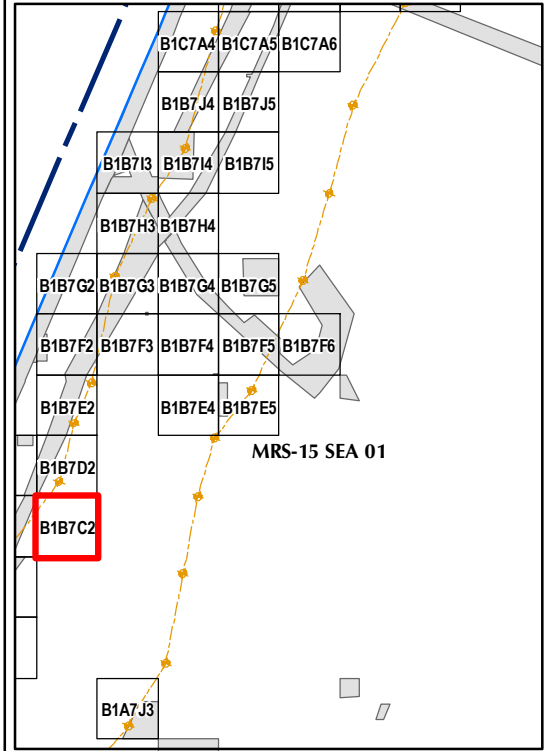 B1C7A4 B1C7A5 B1C7A6
B1B7J4 B1B7J5
B1B7I3 B1B7I4 B1B7I5
B1B7H3 B1B7H4
B1B7G2 B1B7G3 B1B7G4 B1B7G5
B1B7F2 B1B7F3 B1B7F4 B1B7F5 B1B7F6
B1B7E2 B1B7E4 B1B7E5
MRS-15 SEA 01
B1B7D2
B1B7C2
B1A7J3